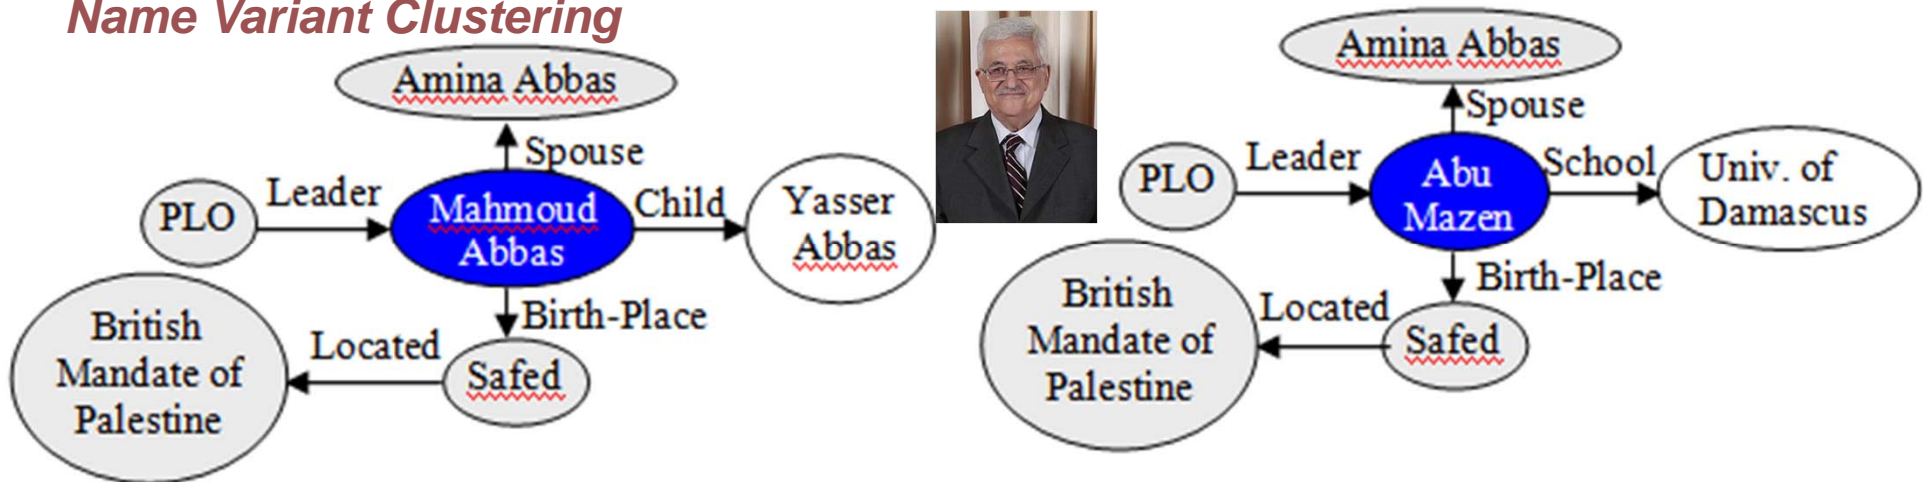 Name Variant Clustering
Amina Abbas
Spouse
PLO
Leader
Mahmoud
Abbas
Child
Yasser
Abbas
Birth-Place
British
Mandate of
Palestine
Located
Safed
Amina Abbas
Spouse
PLO
Leader
Abu
Mazen
School
Univ. of
Damascus
Birth-Place
British
Mandate of
Palestine
Located
Safed